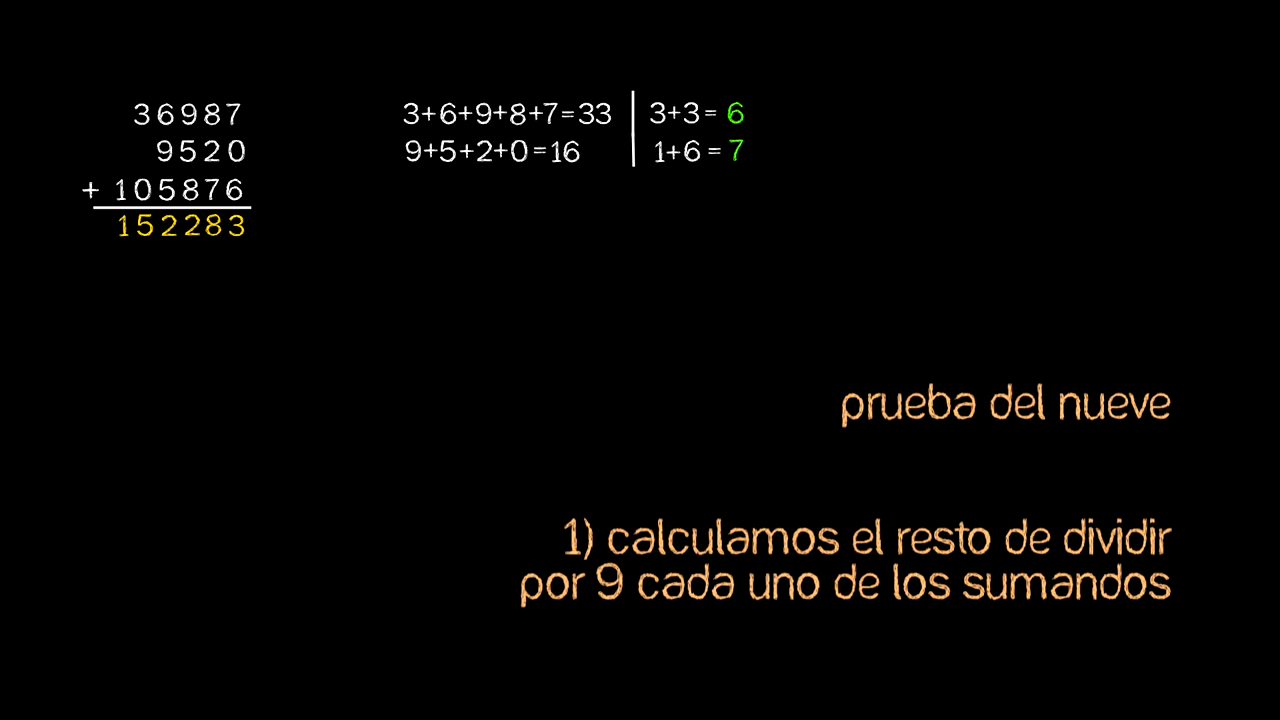 36987
9520
+ 105876
152283
3+6+9+8+7=33 | 3+3= 6
9+5+2+0=16 | 1+6=7
prueba del nueve
1) calculamos el resto de dividir
por 9 cada uno de los sumandos